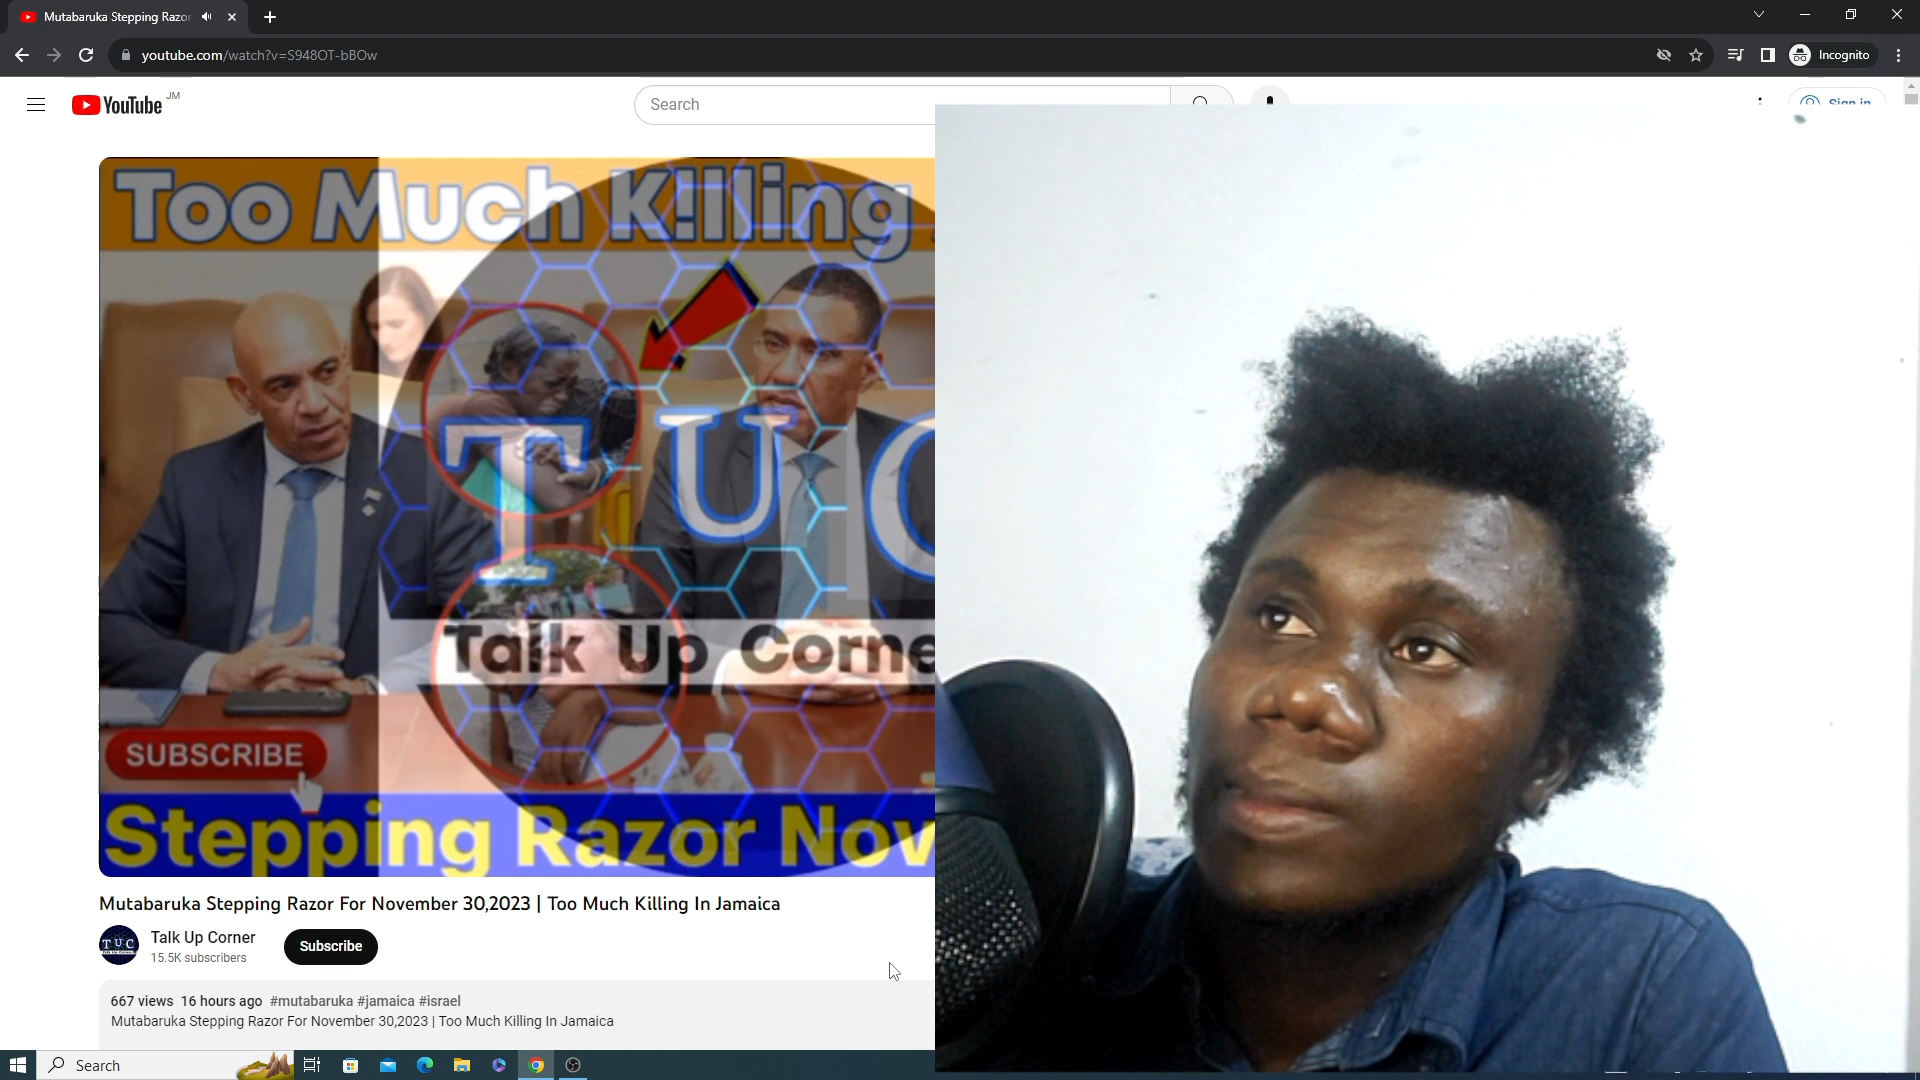 Mutabaruka Stepping Razor
youtube.com/watch?v=S948OT-bBOw
Incognito
YouTube JM
Search
Sign in
Too Much K!lling
TUC
Talk Up Corne
SUBSCRIBE
Stepping Razor Nov
Mutabaruka Stepping Razor For November 30,2023 | Too Much Killing In Jamaica
TUC
Talk Up Corner
15.5K subscribers
Subscribe
667 views 16 hours ago #mutabaruka #jamaica #israel
Mutabaruka Stepping Razor For November 30,2023 | Too Much Killing In Jamaica
Search